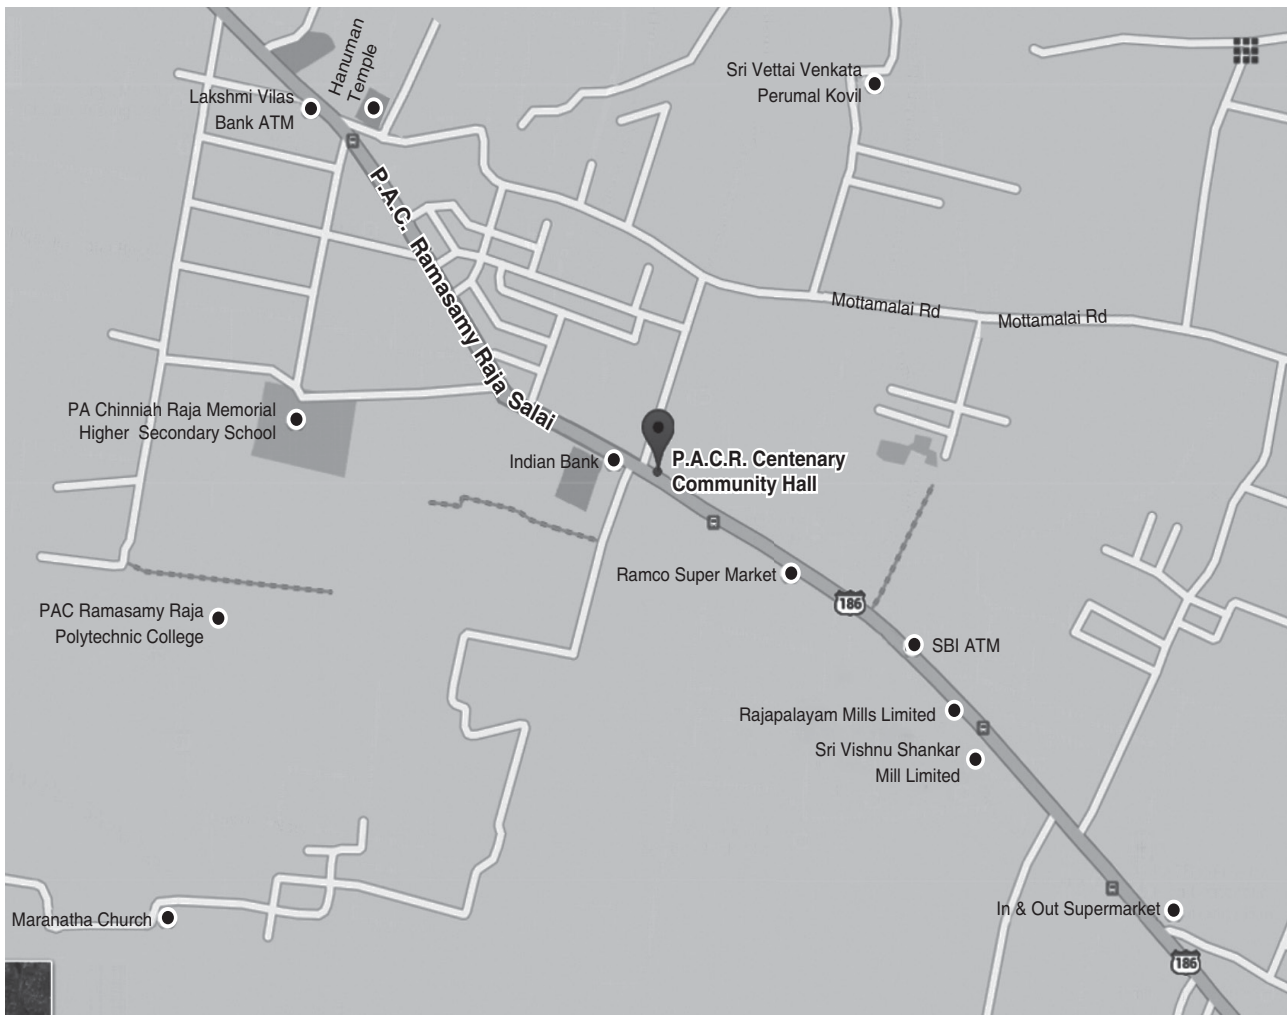 Hanuman
Temple
Sri Vettai Venkata
Perumal Kovil
Lakshmi Vilas
Bank ATM
P.A.C. Ramasamy Raja Salai
Mottamalai Rd
Mottamalai Rd
PA Chinniah Raja Memorial
Higher Secondary School
Indian Bank
P.A.C.R. Centenary
Community Hall
Ramco Super Market
186
PAC Ramasamy Raja
Polytechnic College
SBI ATM
Rajapalayam Mills Limited
Sri Vishnu Shankar
Mill Limited
Maranatha Church
In & Out Supermarket
186